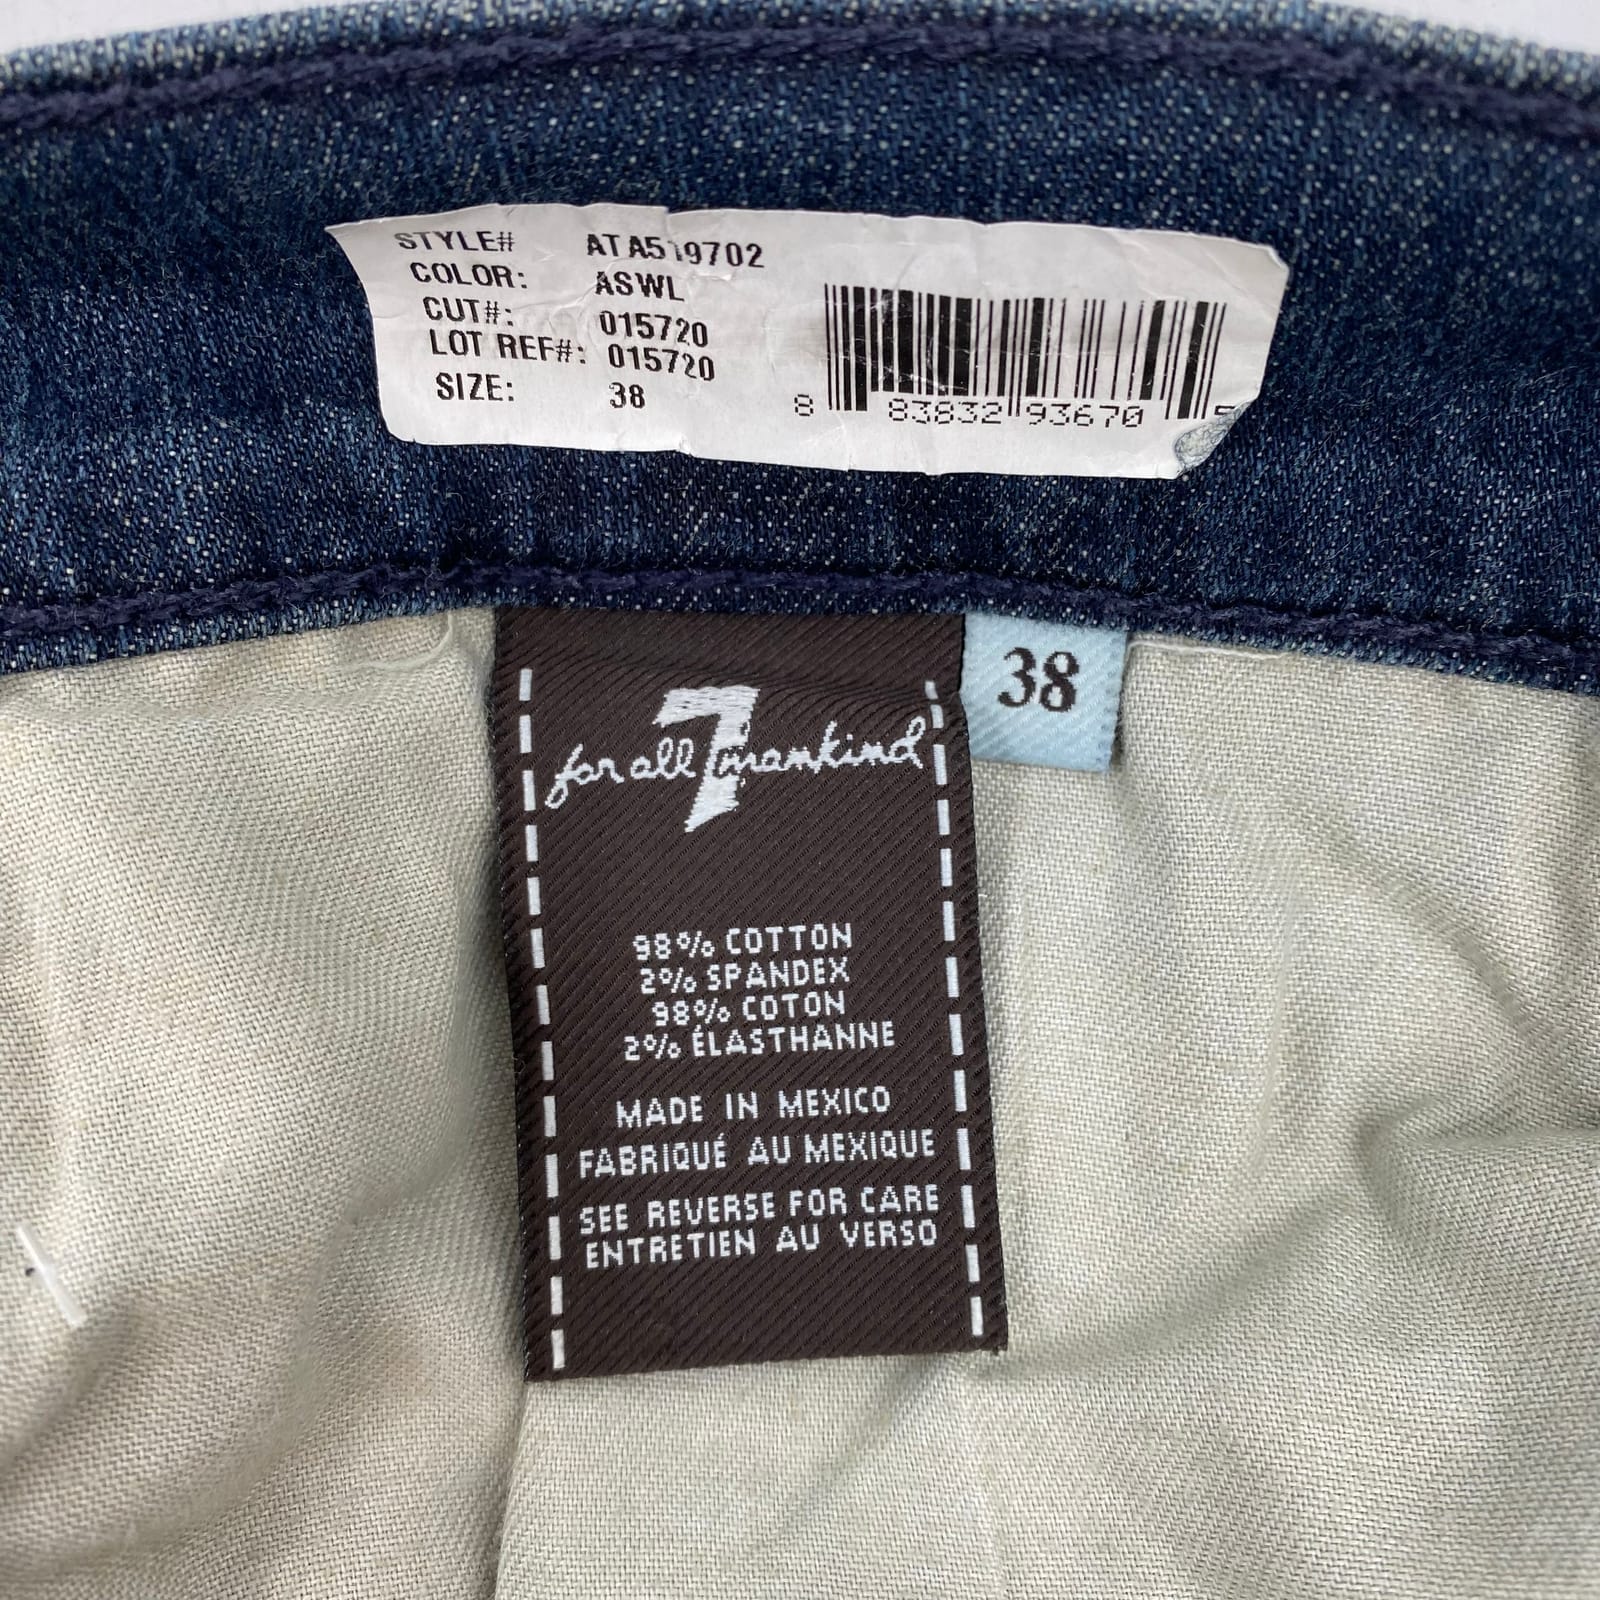 STYLE# ATA519702
COLOR: ASWL
CUT#: 015720
LOT REF#: 015720
SIZE: 38
8 83832 93670
38
7 for all mankind
98% COTTON
2% SPANDEX
98% COTON
2% ÉLASTHANNE
MADE IN MEXICO
FABRIQUÉ AU MEXIQUE
SEE REVERSE FOR CARE
ENTRETIEN AU VERSO